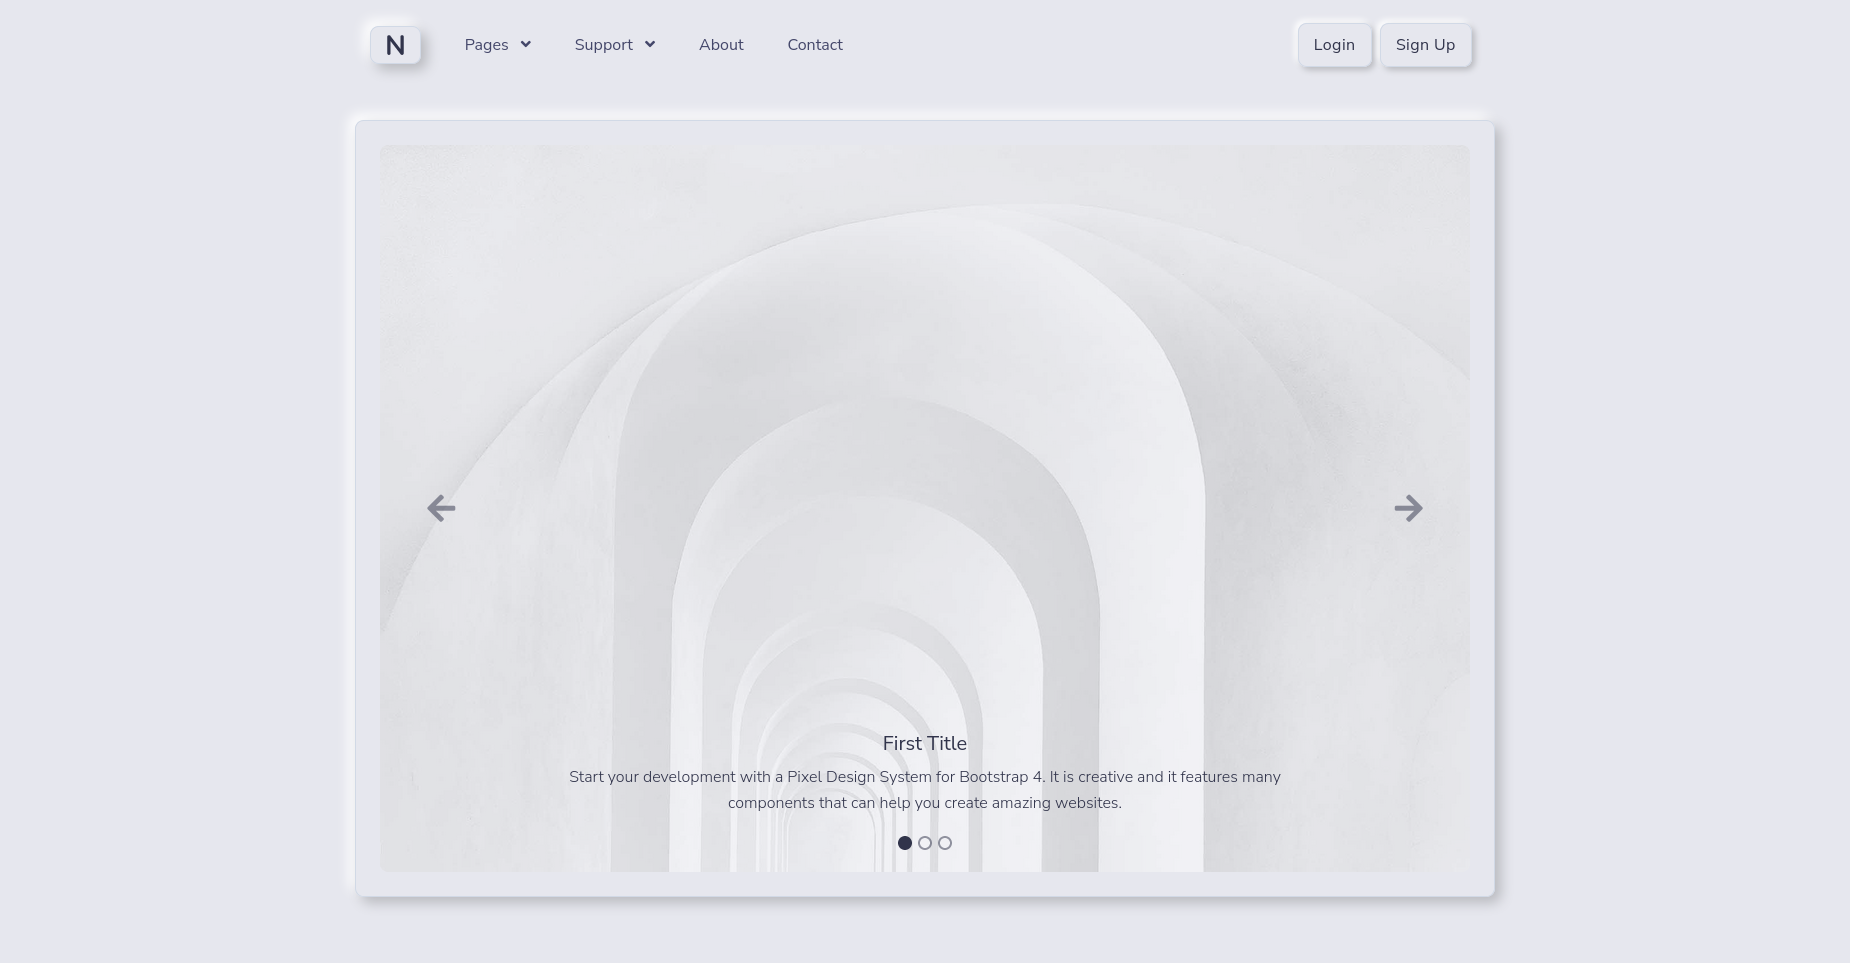 N
Pages
Support
About
Contact
Login
Sign Up
First Title
Start your development with a Pixel Design System for Bootstrap 4. It is creative and it features many
components that can help you create amazing websites.